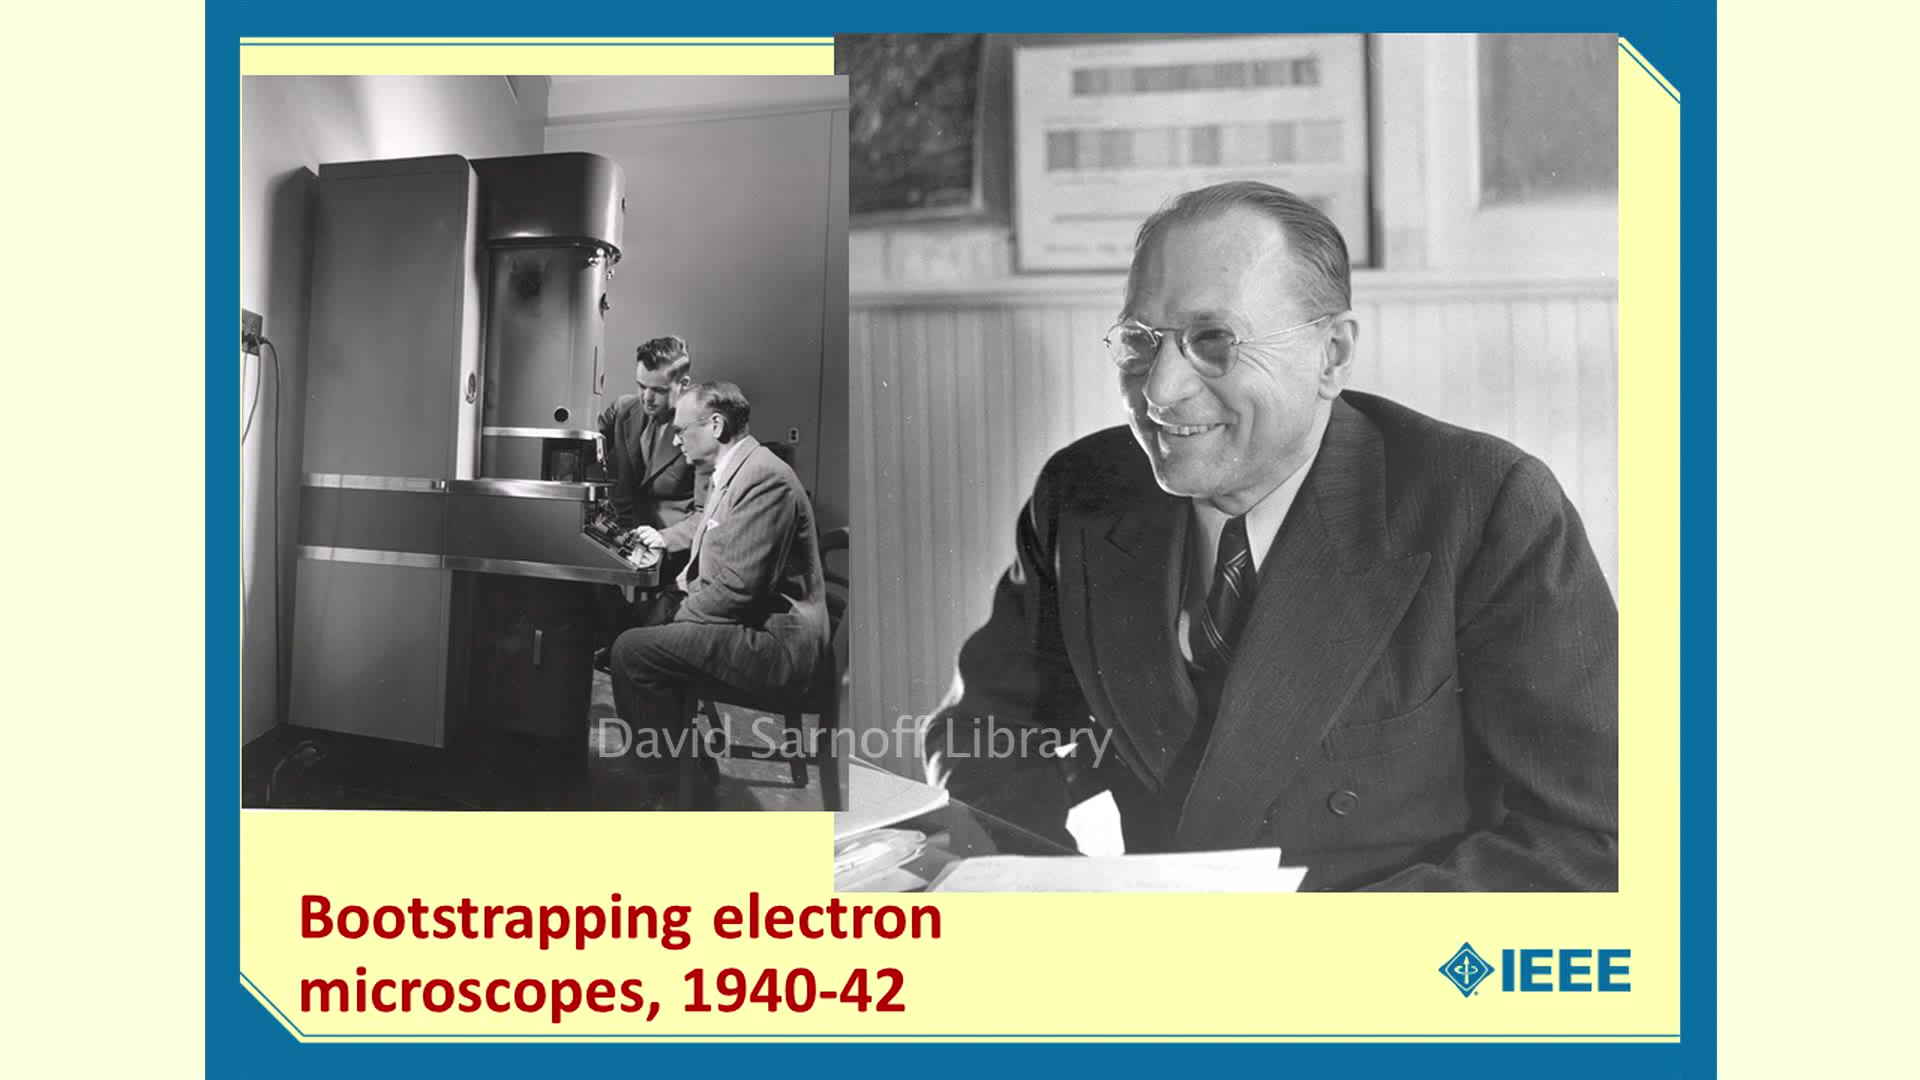 David Sarnoff Library
Bootstrapping electron
microscopes, 1940-42
IEEE